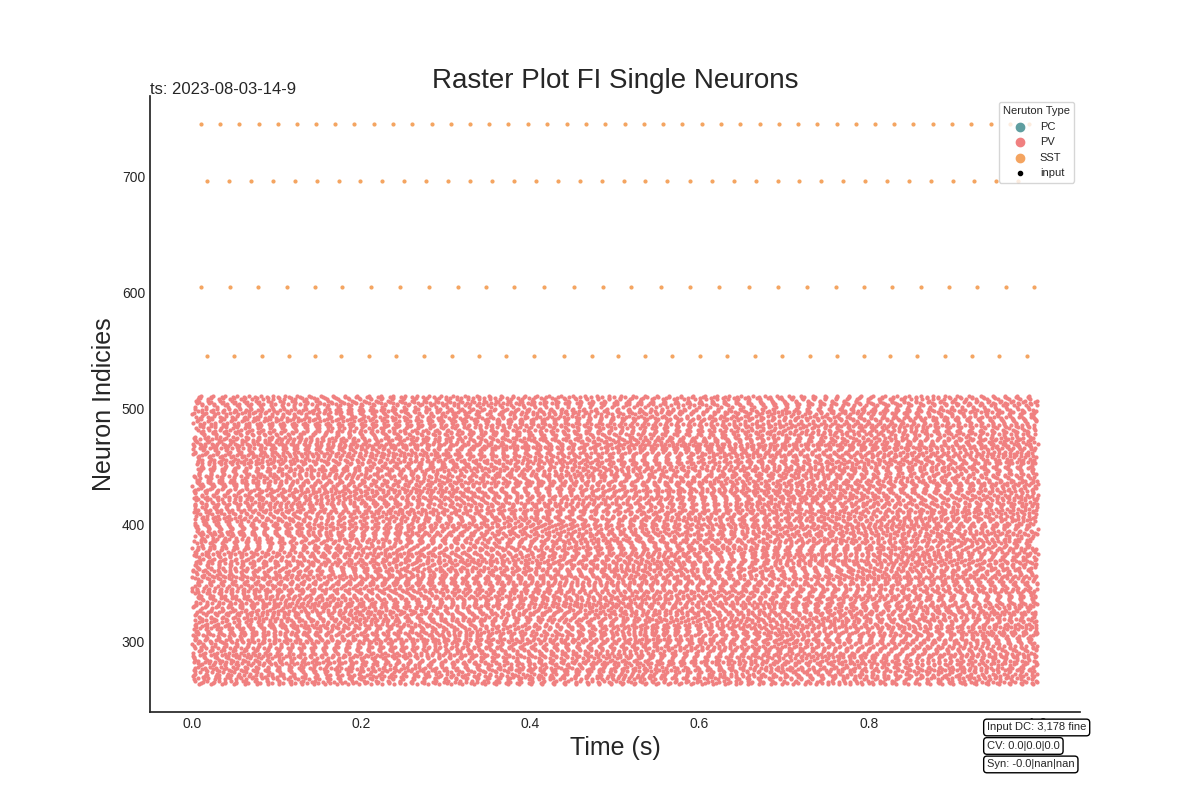 Raster Plot FI Single Neurons
ts: 2023-08-03-14-9
Neruton Type
PC
PV
SST
input
Neuron Indicies
700
600
500
400
300
0.0 0.2 0.4 0.6 0.8
Time (s)
Input DC: 3,178 fine
CV: 0.0|0.0|0.0
Syn: -0.0|nan|nan